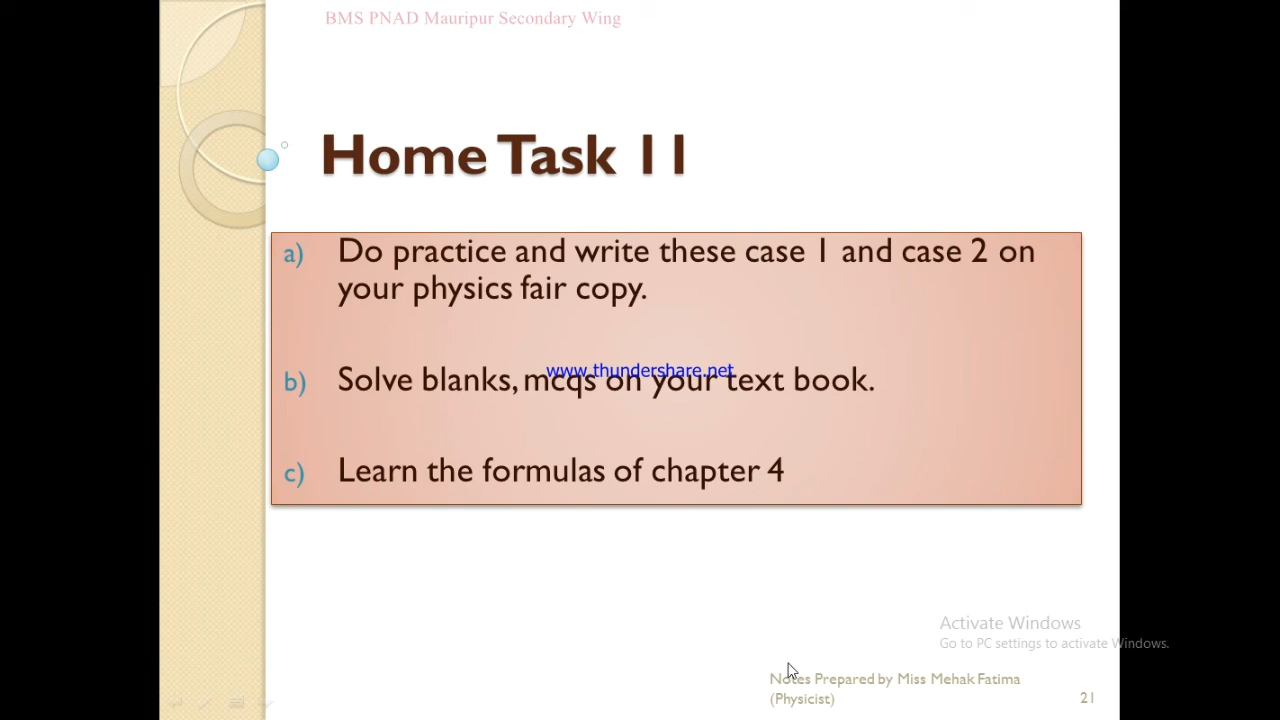 BMS PNAD Mauripur Secondary Wing
Home Task 11
a) Do practice and write these case 1 and case 2 on
your physics fair copy.
www.thundershare.net
b) Solve blanks, mcqs on your text book.
c) Learn the formulas of chapter 4
Activate Windows
Go to PC settings to activate Windows.
Notes Prepared by Miss Mehak Fatima
(Physicist)
21